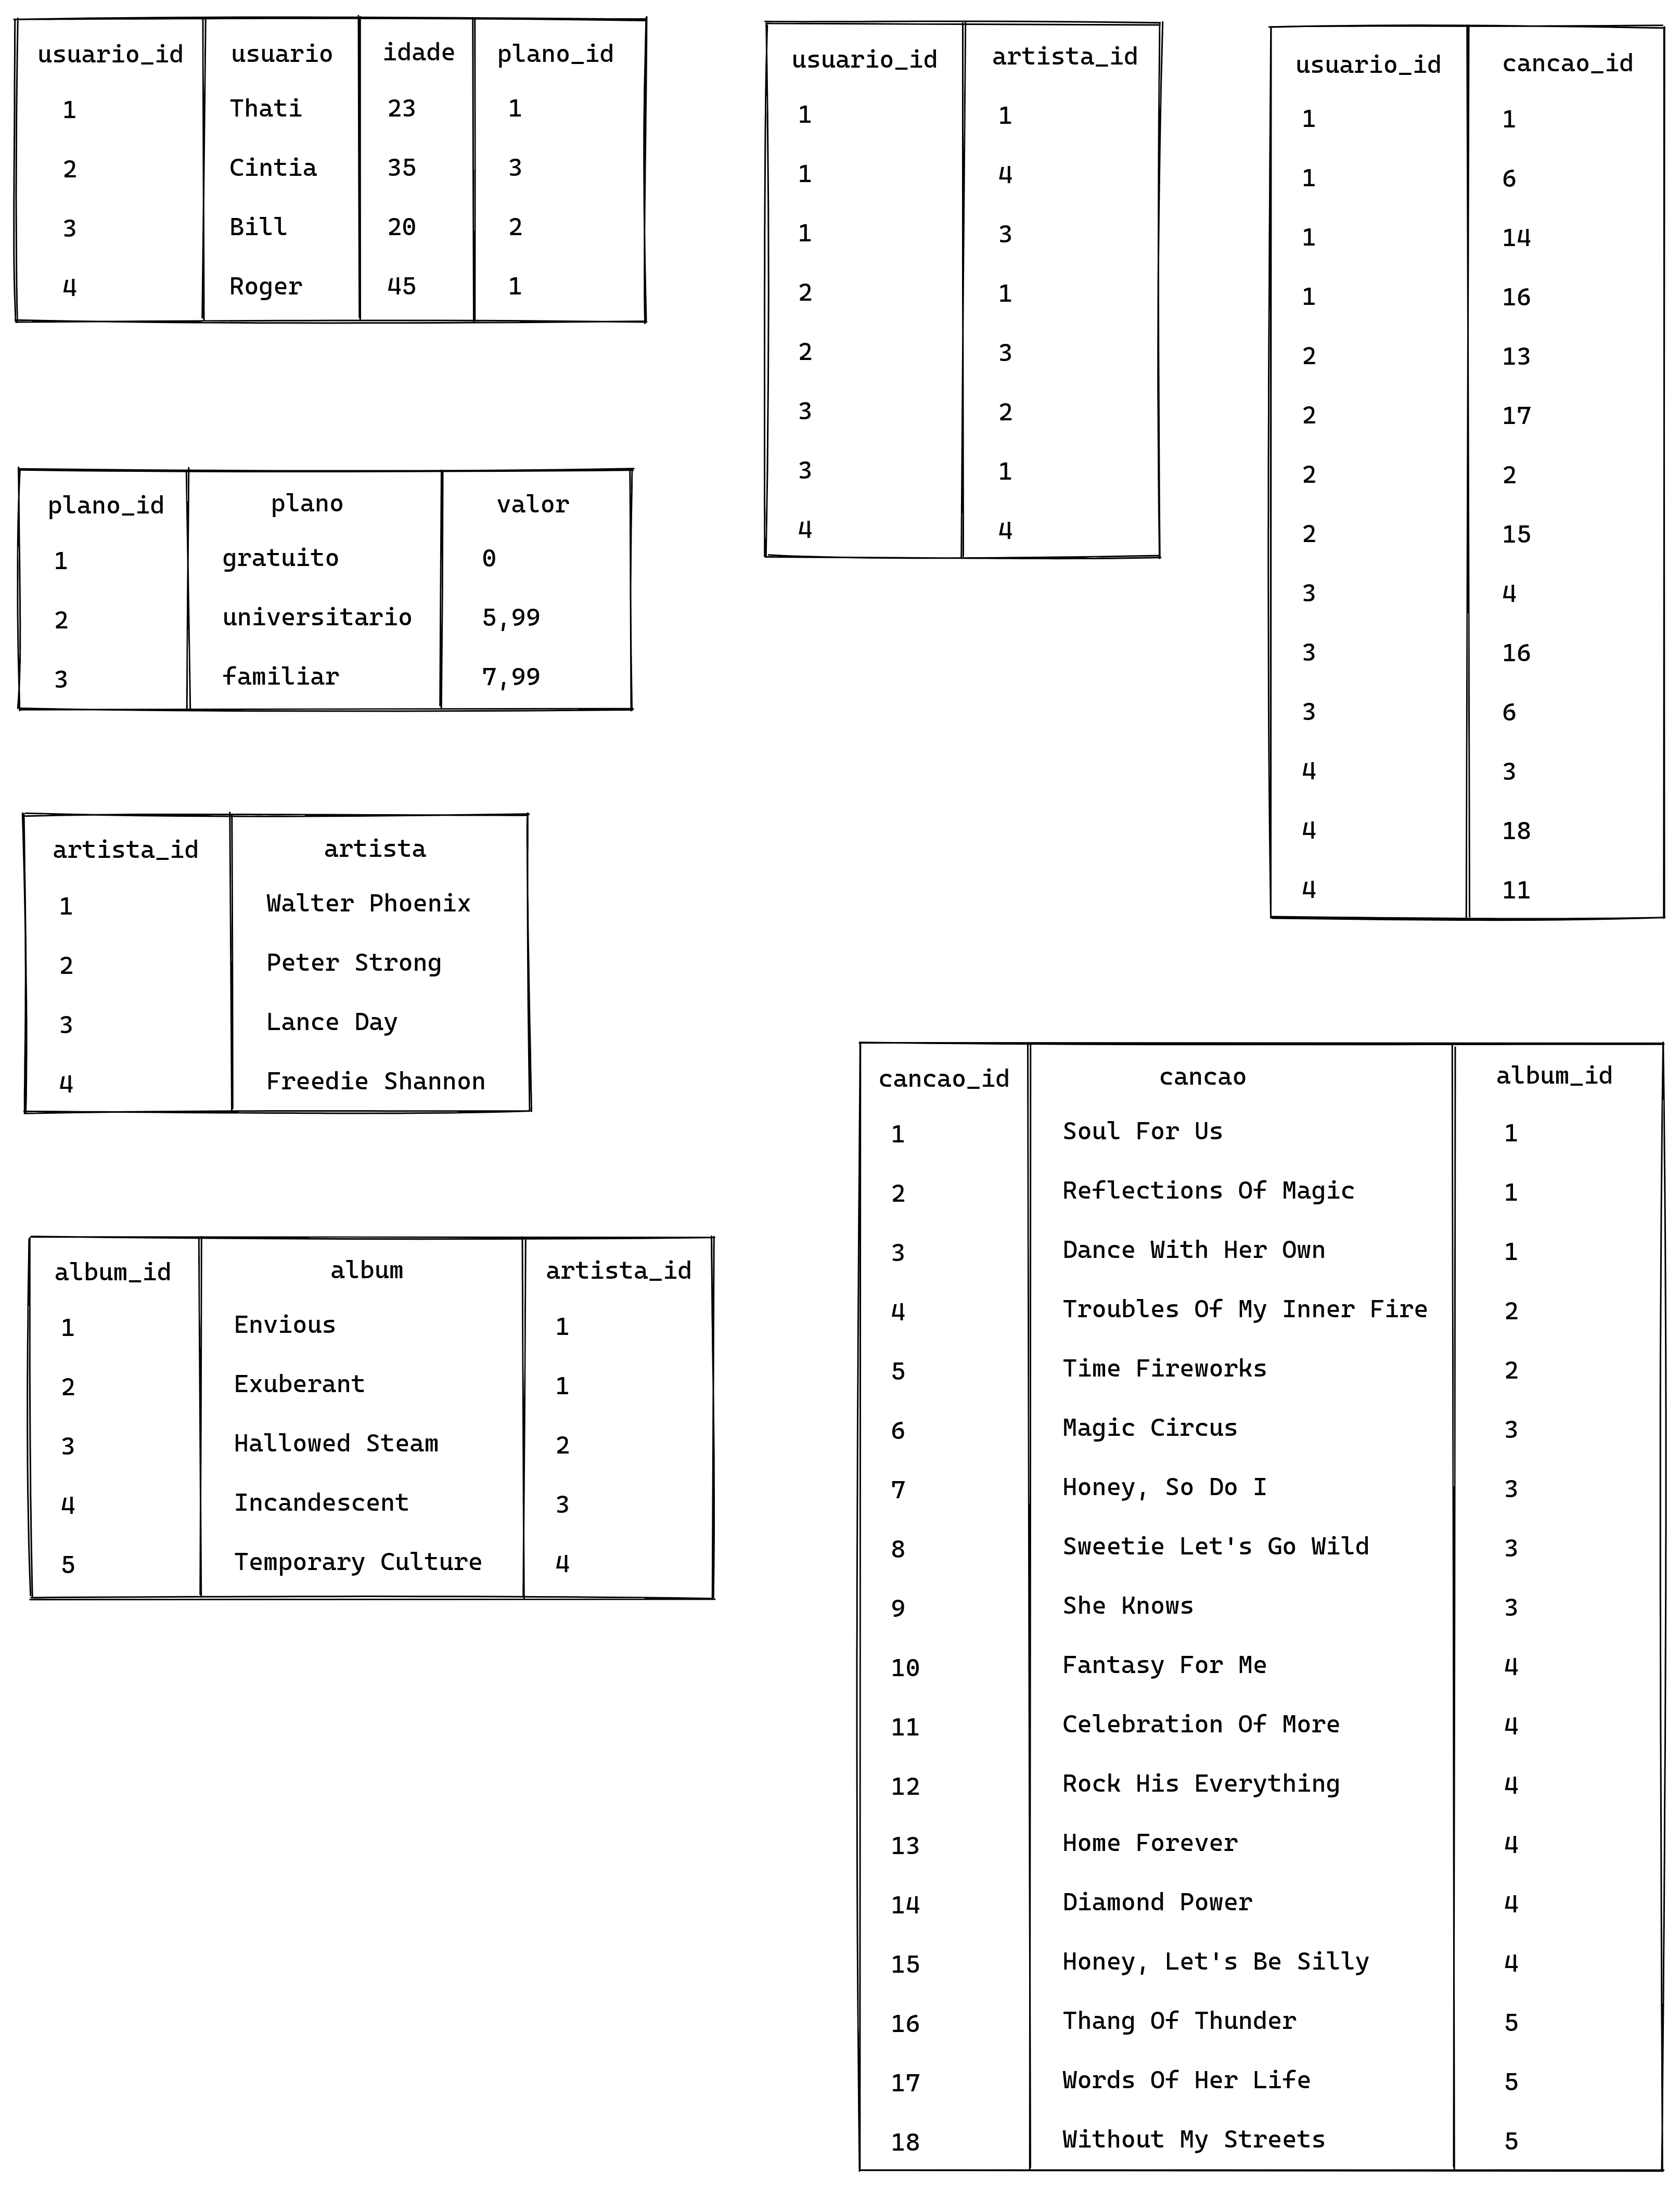 usuario_id usuario idade plano_id
1 Thati 23 1
2 Cintia 35 3
3 Bill 20 2
4 Roger 45 1
plano_id plano valor
1 gratuito 0
2 universitario 5,99
3 familiar 7,99
artista_id artista
1 Walter Phoenix
2 Peter Strong
3 Lance Day
4 Freedie Shannon
album_id album artista_id
1 Envious 1
2 Exuberant 1
3 Hallowed Steam 2
4 Incandescent 3
5 Temporary Culture 4
usuario_id artista_id
1 1
1 4
1 3
2 1
2 3
3 2
3 1
4 4
usuario_id cancao_id
1 1
1 6
1 14
1 16
2 13
2 17
2 2
2 15
3 4
3 16
3 6
4 3
4 18
4 11
cancao_id cancao album_id
1 Soul For Us 1
2 Reflections Of Magic 1
3 Dance With Her Own 1
4 Troubles Of My Inner Fire 2
5 Time Fireworks 2
6 Magic Circus 3
7 Honey, So Do I 3
8 Sweetie Let's Go Wild 3
9 She Knows 3
10 Fantasy For Me 4
11 Celebration Of More 4
12 Rock His Everything 4
13 Home Forever 4
14 Diamond Power 4
15 Honey, Let's Be Silly 4
16 Thang Of Thunder 5
17 Words Of Her Life 5
18 Without My Streets 5